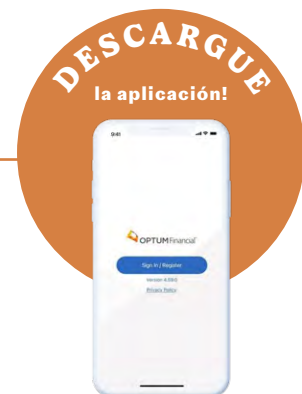 DESCARGUE
la aplicación!
9:41
OPTUM Financial
Sign In / Register
Privacy Policy